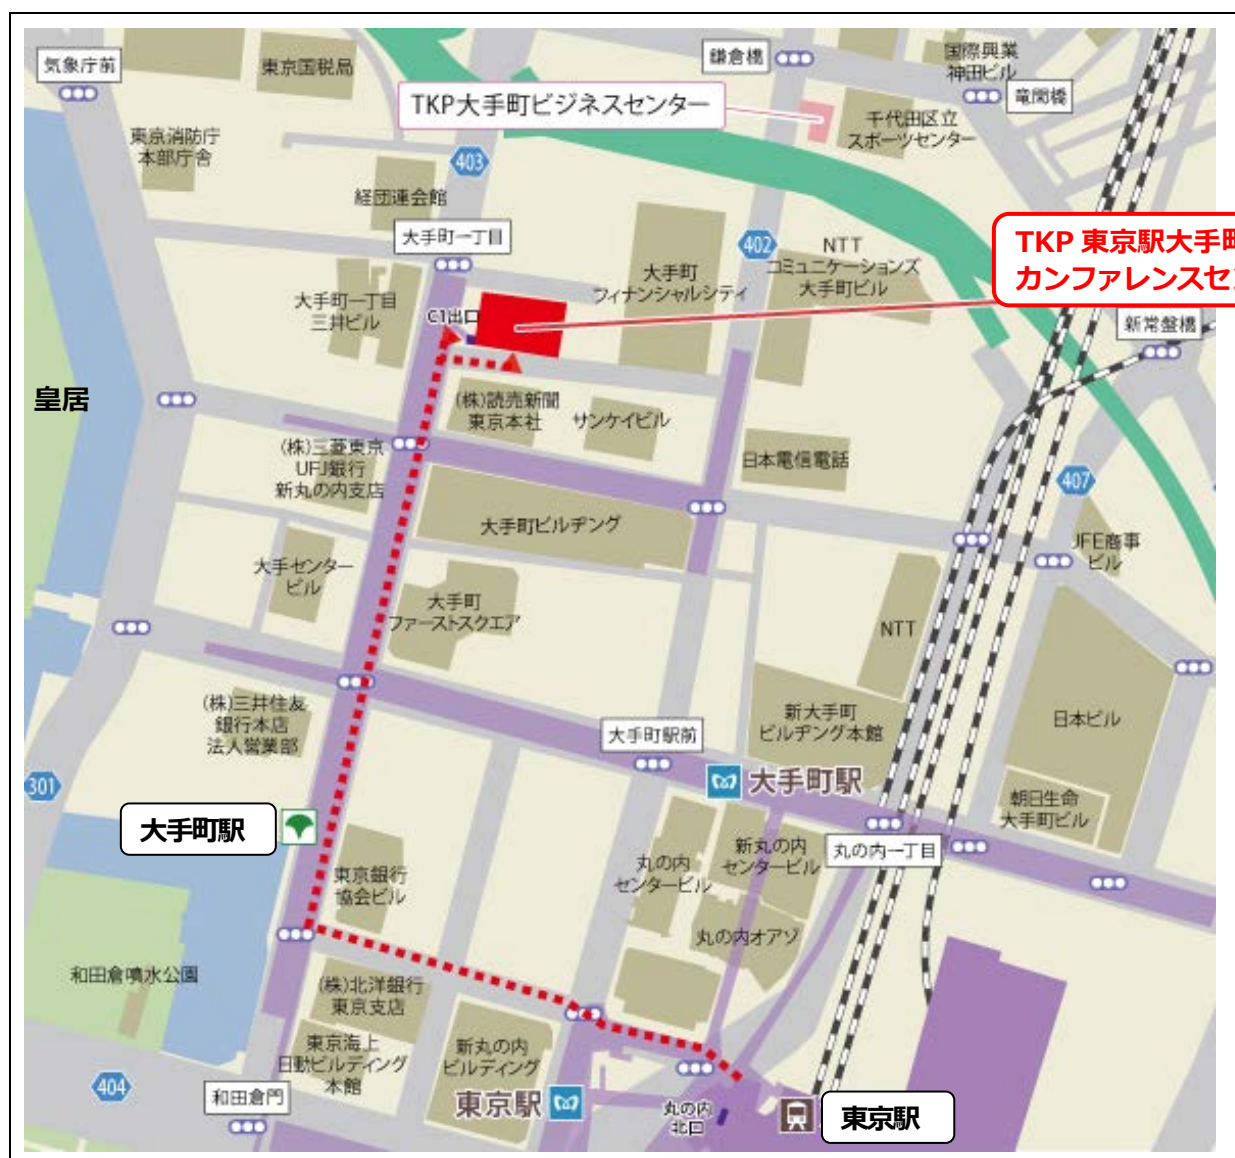 気象庁前
東京国税局
鎌倉橋
国際興業
神田ビル
竜閑橋
TKP大手町ビジネスセンター
千代田区立
スポーツセンター
東京消防庁
本部庁舎
403
経団連会館
大手町一丁目
402
NTT
コミュニケーションズ
大手町ビル
TKP 東京駅大手町
カンファレンスセン
大手町
フィナンシャルシティ
大手町一丁目
三井ビル
C1出口
新常盤橋
皇居
(株)読売新聞
東京本社
サンケイビル
(株)三菱東京
UFJ銀行
新丸の内支店
日本電信電話
407
大手町ビルヂング
JFE商事
ビル
大手センター
ビル
大手町
ファーストスクエア
NTT
(株)三井住友
銀行本店
法人営業部
新大手町
ビルヂング本館
日本ビル
大手町駅前
大手町駅
301
朝日生命
大手町ビル
大手町駅
東京銀行
協会ビル
丸の内
センタービル
新丸の内
センタービル
丸の内一丁目
丸の内オアゾ
和田倉噴水公園
(株)北洋銀行
東京支店
東京海上
日動ビルディング
本館
新丸の内
ビルディング
404
和田倉門
東京駅
丸の内
北口
東京駅